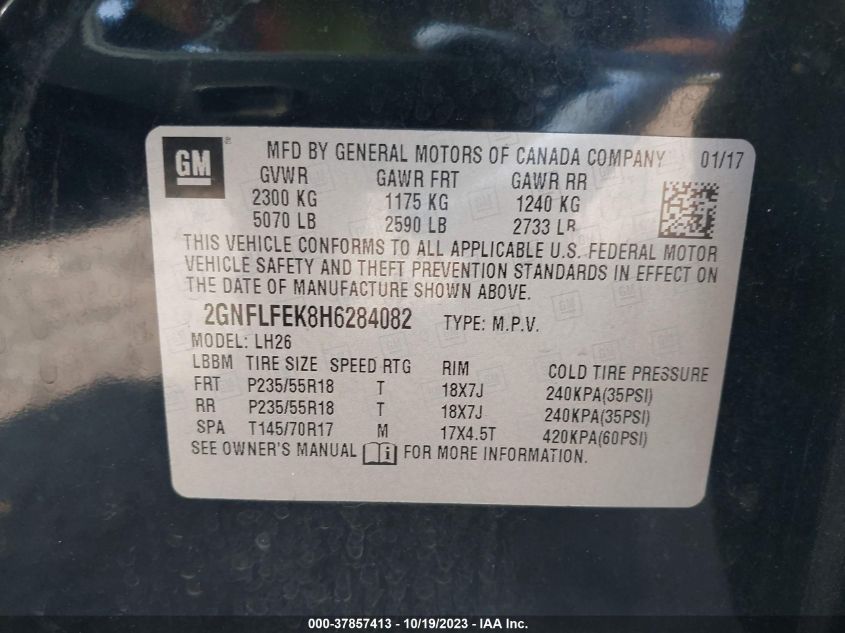 GM ® MFD BY GENERAL MOTORS OF CANADA COMPANY 01/17
GVWR GAWR FRT GAWR RR
2300 KG 1175 KG 1240 KG
5070 LB 2590 LB 2733 LB
THIS VEHICLE CONFORMS TO ALL APPLICABLE U.S. FEDERAL MOTOR
VEHICLE SAFETY AND THEFT PREVENTION STANDARDS IN EFFECT ON
THE DATE OF MANUFACTURE SHOWN ABOVE.
2GNFLFEK8H6284082 TYPE: M.P.V.
MODEL: LH26
LBBM TIRE SIZE SPEED RTG RIM COLD TIRE PRESSURE
FRT P235/55R18 T 18X7J 240KPA(35PSI)
RR P235/55R18 T 18X7J 240KPA(35PSI)
SPA T145/70R17 M 17X4.5T 420KPA(60PSI)
SEE OWNER'S MANUAL FOR MORE INFORMATION.
000-37857413 - 10/19/2023 - IAA Inc.